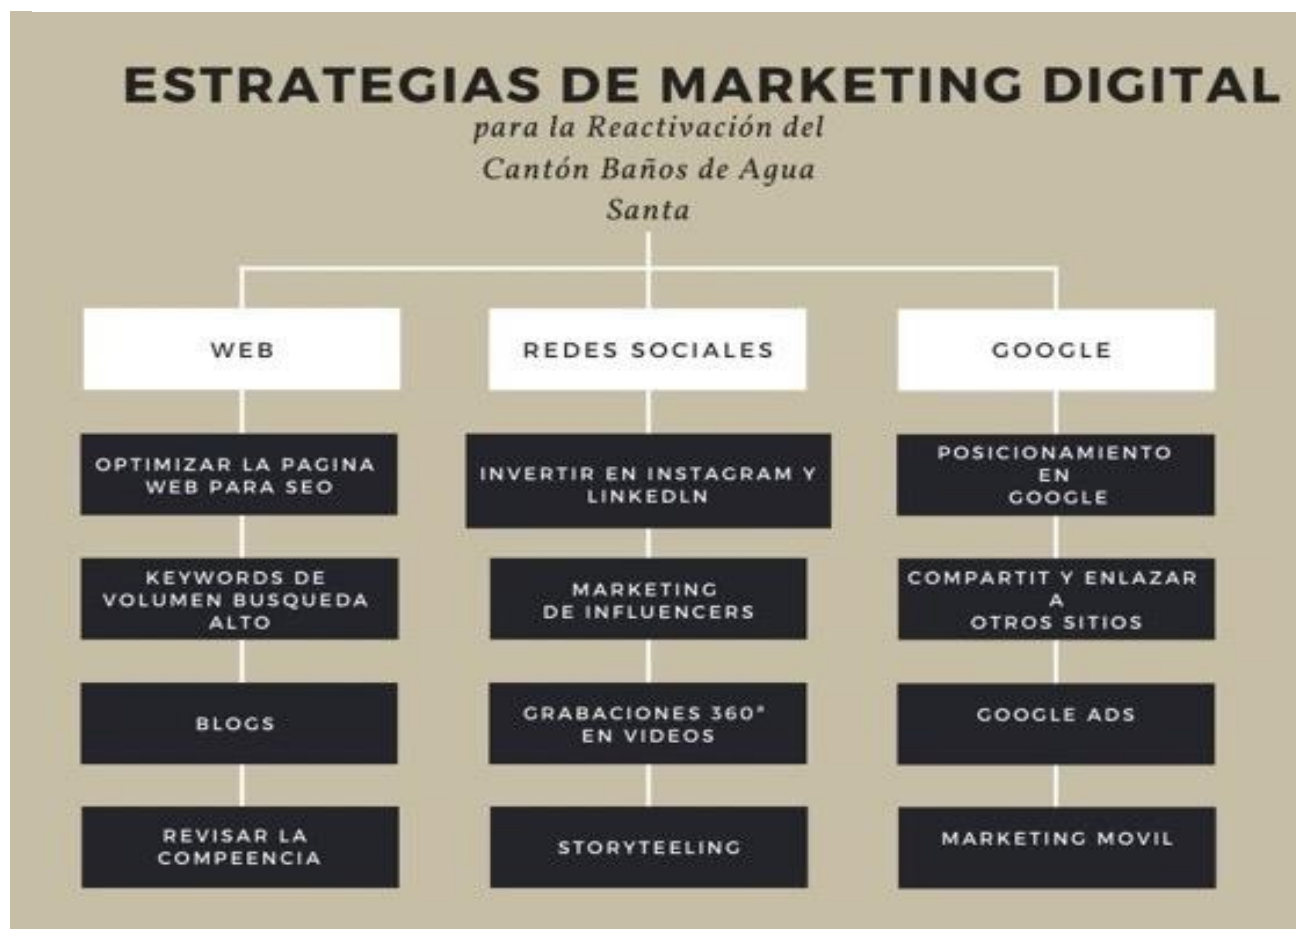 ESTRATEGIAS DE MARKETING DIGITAL
para la Reactivación del
Cantón Baños de Agua
Santa
WEB
OPTIMIZAR LA PAGINA
WEB PARA SEO
KEYWORDS DE
VOLUMEN BUSQUEDA
ALTO
BLOGS
REVISAR LA
COMPEENCIA
REDES SOCIALES
INVERTIR EN INSTAGRAM Y
LINKEDLN
MARKETING
DE INFLUENCERS
GRABACIONES 360°
EN VIDEOS
STORYTEELING
GOOGLE
POSICIONAMIENTO
EN
GOOGLE
COMPARTIT Y ENLAZAR
A
OTROS SITIOS
GOOGLE ADS
MARKETING MOVIL